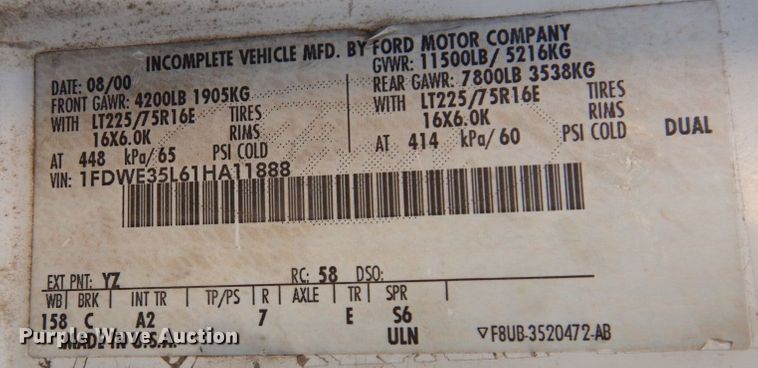 INCOMPLETE VEHICLE MFD. BY FORD MOTOR COMPANY
DATE: 08/00 GVWR: 11500LB/ 5216KG
FRONT GAWR: 4200LB 1905KG REAR GAWR: 7800LB 3538KG
WITH LT225/75R16E TIRES WITH LT225/75R16E TIRES
16X6.0K RIMS 16X6.0K RIMS
AT 448 kPa/65 PSI COLD AT 414 kPa/60 PSI COLD DUAL
VIN: 1FDWE35L61HA11888
EXT PNT: YZ RC: 58 DSO:
WB BRK INT TR TP/PS R AXLE TR SPR
158 C A2 7 E S6
MADE IN U.S.A. ULN ▽F8UB-3520472-AB
Purple Wave Auction